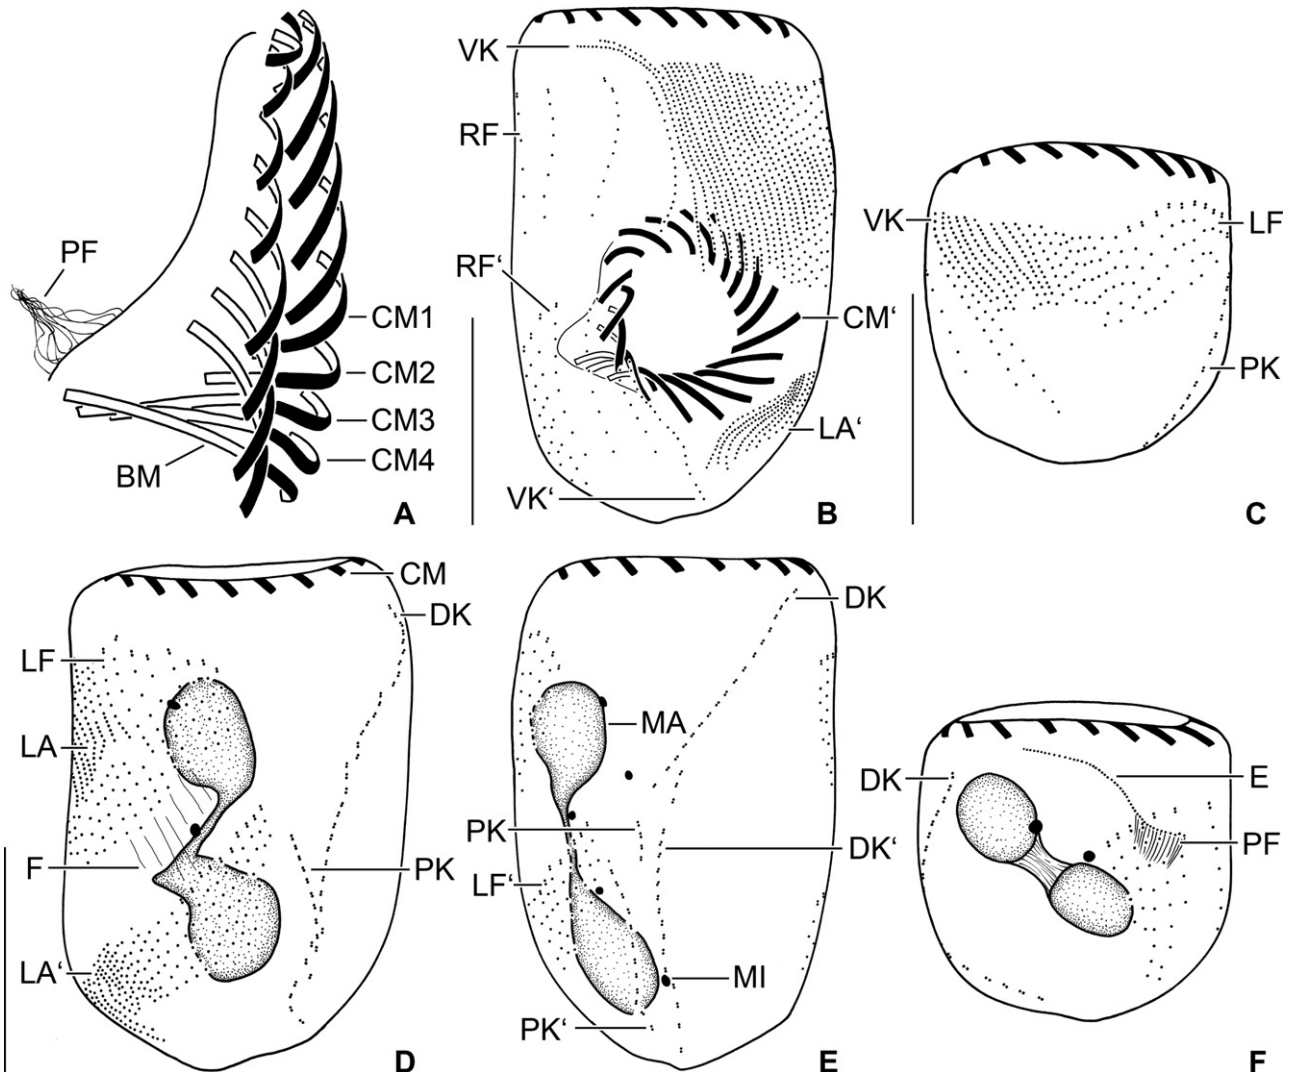 PF
CM1
CM2
CM3
CM4
BM
A
VK
RF
RF‘
CM‘
LA‘
VK‘
B
VK
LF
PK
C
CM
DK
LF
LA
F
PK
LA‘
D
DK
MA
PK
DK‘
LF‘
MI
PK‘
E
DK
E
PF
F